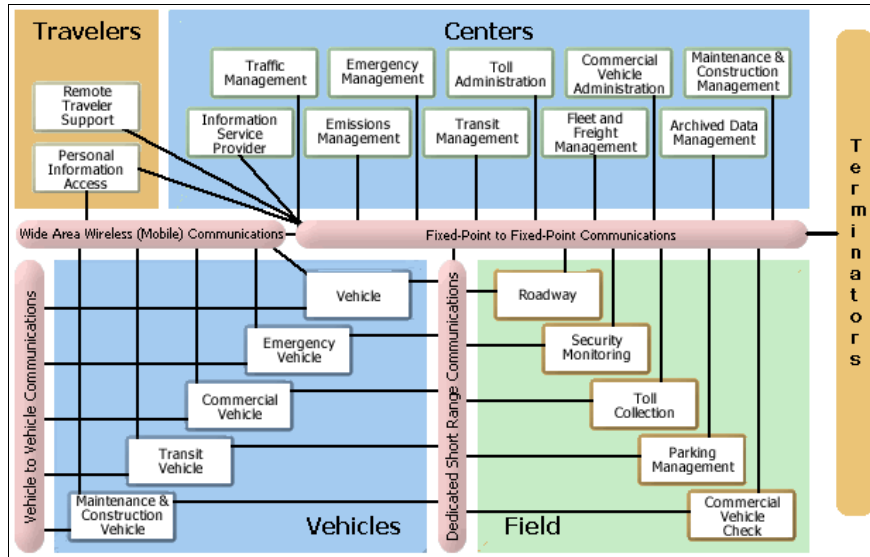 Travelers
Centers
Remote
Traveler
Support
Personal
Information
Access
Traffic
Management
Emergency
Management
Toll
Administration
Commercial
Vehicle
Administration
Maintenance &
Construction
Management
Information
Service
Provider
Emissions
Management
Transit
Management
Fleet and
Freight
Management
Archived Data
Management
Wide Area Wireless (Mobile) Communications
Fixed-Point to Fixed-Point Communications
Terminators
Vehicle to Vehicle Communications
Vehicle
Emergency
Vehicle
Commercial
Vehicle
Transit
Vehicle
Maintenance &
Construction
Vehicle
Vehicles
Dedicated Short Range Communications
Roadway
Security
Monitoring
Toll
Collection
Parking
Management
Commercial
Vehicle
Check
Field